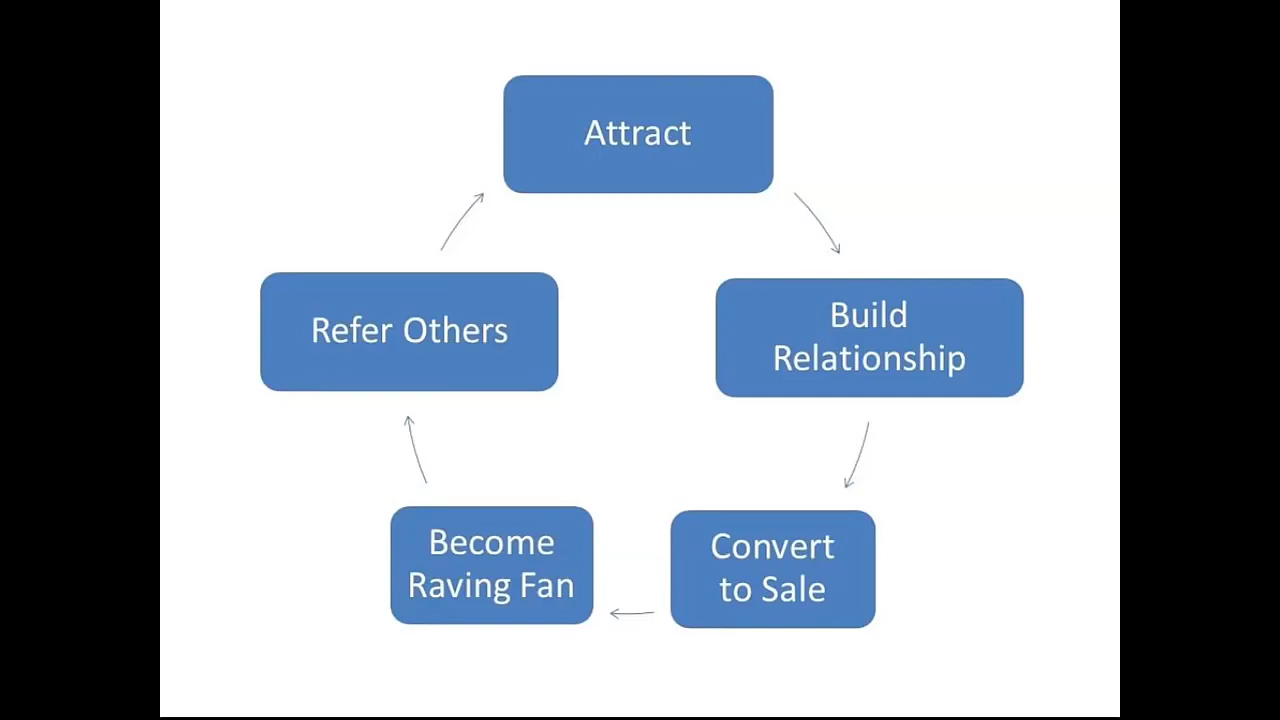 Attract
Refer Others
Build
Relationship
Become
Raving Fan
Convert
to Sale